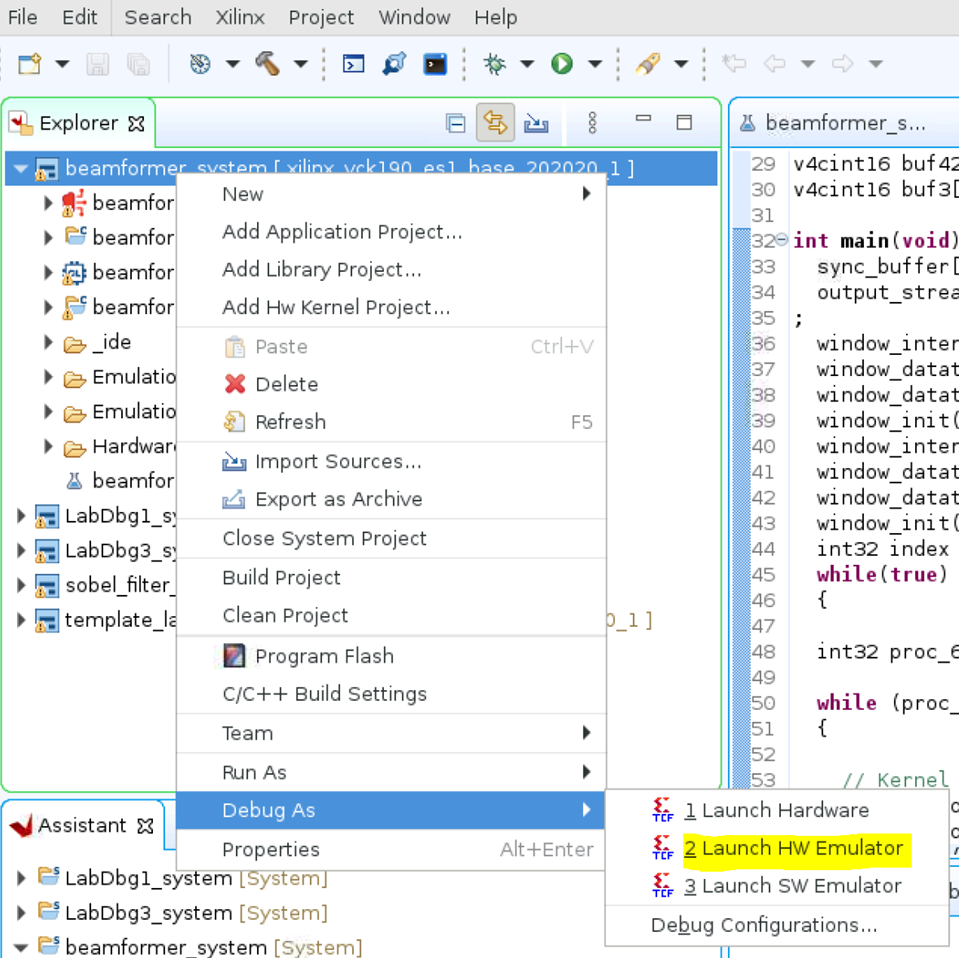 File Edit Search Xilinx Project Window Help
Explorer
beamformer_s...
beamformer_system [ xilinx_vck190_es1_base_202020_1 ]
beamfor
beamfor
beamfor
beamfor
_ide
Emulatio
Emulatio
Hardware
beamfor
LabDbg1_sy
LabDbg3_sy
sobel_filter_
template_la
0_1 ]
New
Add Application Project...
Add Library Project...
Add Hw Kernel Project...
Paste Ctrl+V
Delete
Refresh F5
Import Sources...
Export as Archive
Close System Project
Build Project
Clean Project
Program Flash
C/C++ Build Settings
Team
Run As
Debug As
Properties Alt+Enter
1 Launch Hardware
2 Launch HW Emulator
3 Launch SW Emulator
Debug Configurations...
29 v4cint16 buf42
30 v4cint16 buf3[
31
32 int main(void)
33 sync_buffer[
34 output_strea
35 ;
36 window_inter
37 window_datat
38 window_datat
39 window_init(
40 window_inter
41 window_datat
42 window_datat
43 window_init(
44 int32 index
45 while(true)
46 {
47
48 int32 proc_6
49
50 while (proc_
51 {
52
53 // Kernel
Assistant
LabDbg1_system [System]
LabDbg3_system [System]
beamformer_system [System]